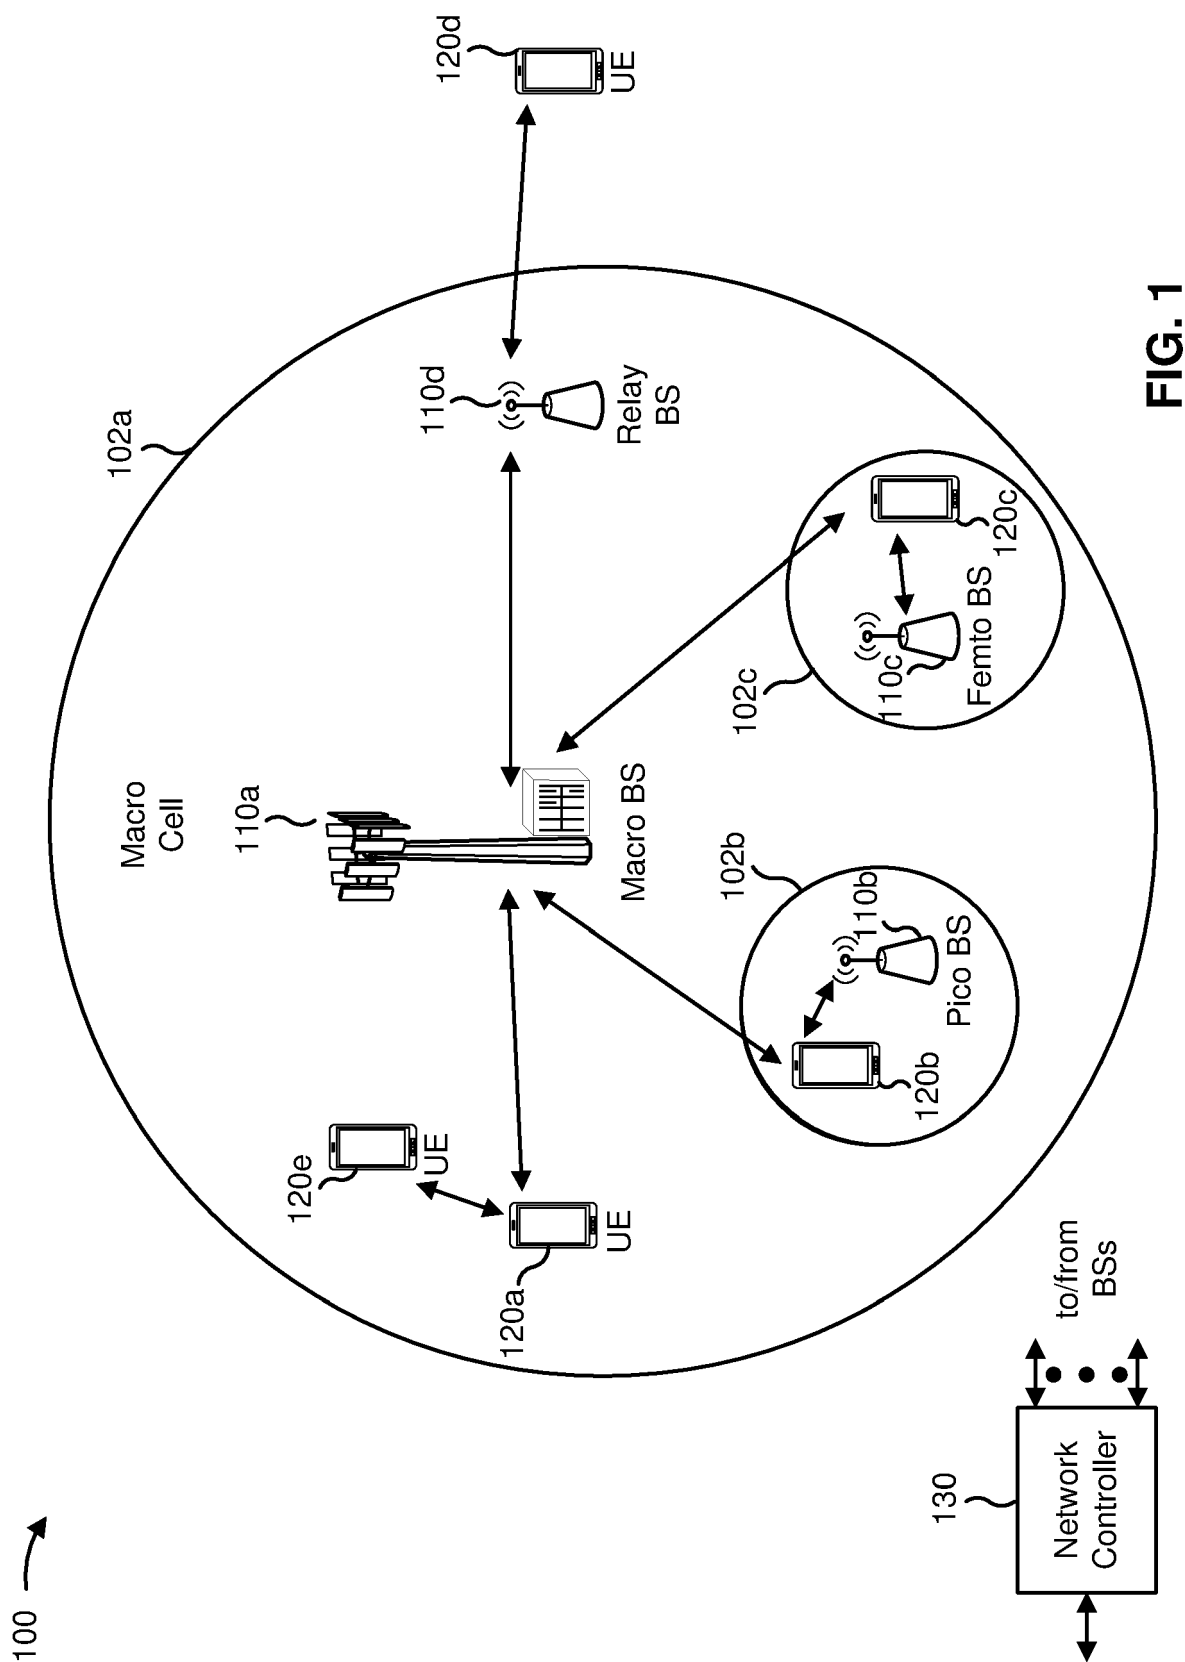 100
Macro
Cell
102a
110a
120e
UE
110d
120d
UE
Relay
BS
120a
UE
Macro BS
102b
102c
110b
Pico BS
120b
110c
Femto BS
120c
130
Network
Controller
to/from
BSs
FIG. 1